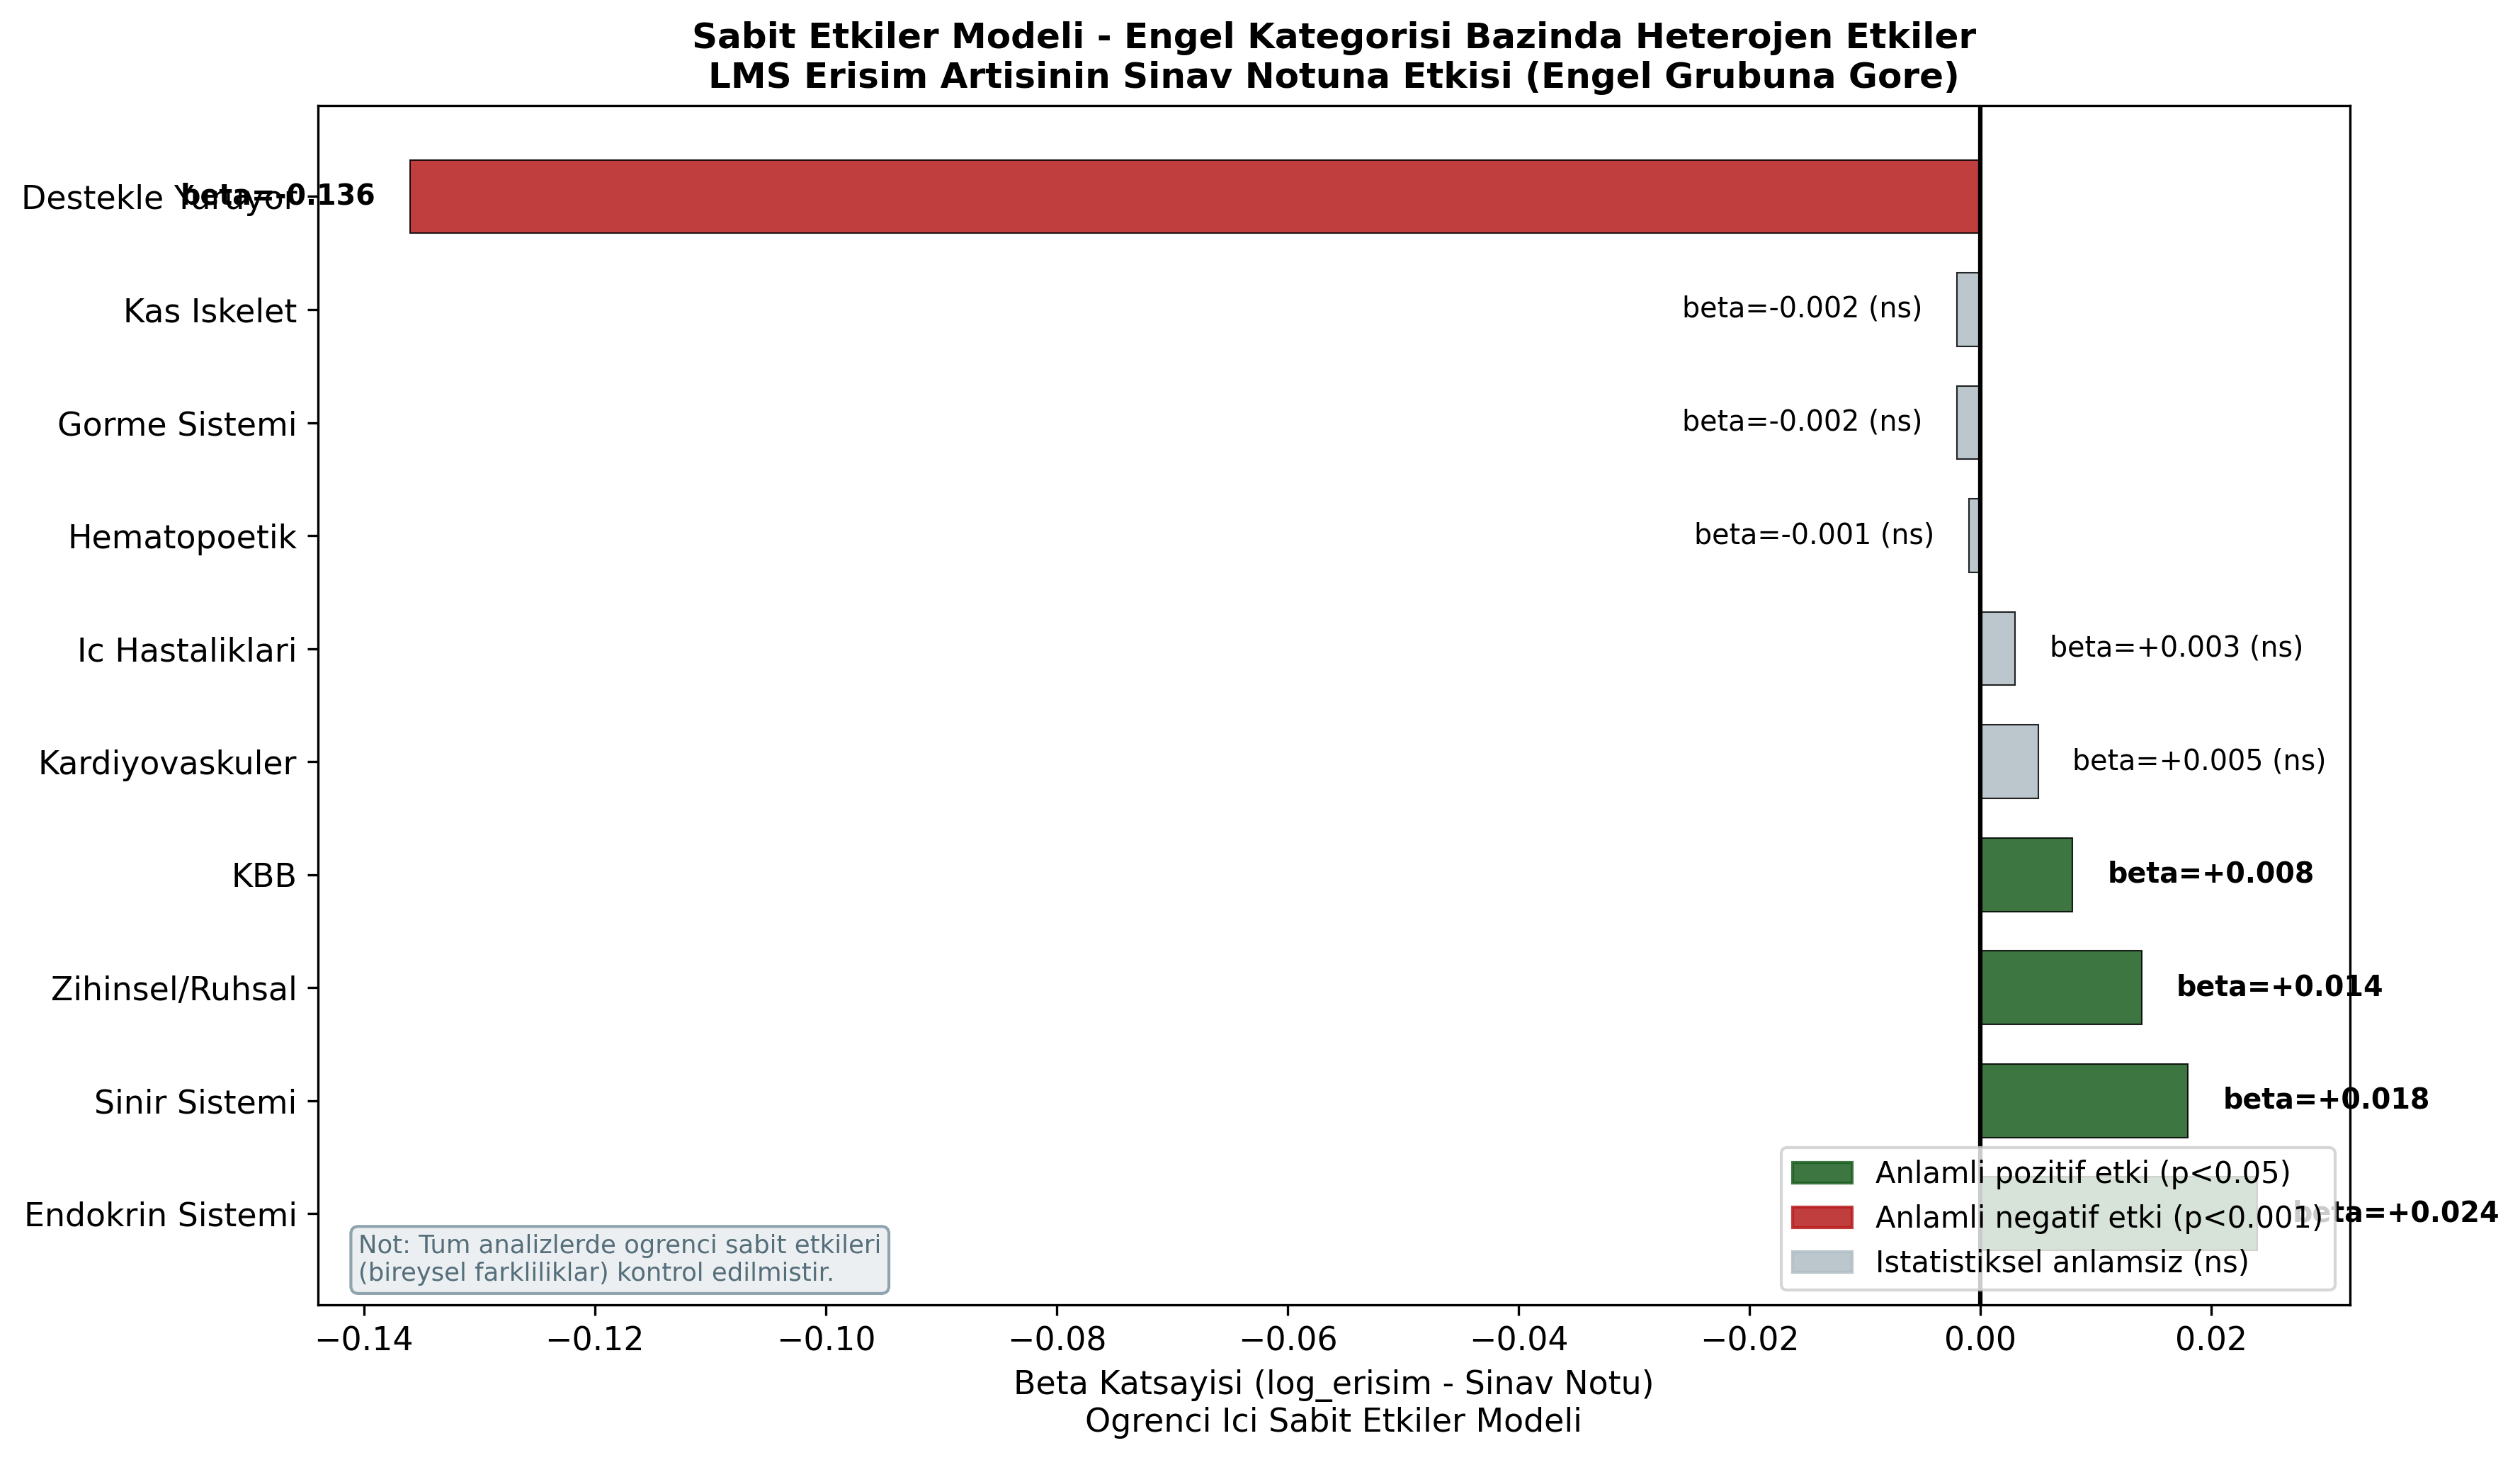 Sabit Etkiler Modeli - Engel Kategorisi Bazinda Heterojen Etkiler
LMS Erisim Artisinin Sinav Notuna Etkisi (Engel Grubuna Gore)
Destekle Yuruyor
beta=-0.136
Kas Iskelet
beta=-0.002 (ns)
Gorme Sistemi
beta=-0.002 (ns)
Hematopoetik
beta=-0.001 (ns)
Ic Hastaliklari
beta=+0.003 (ns)
Kardiyovaskuler
beta=+0.005 (ns)
KBB
beta=+0.008
Zihinsel/Ruhsal
beta=+0.014
Sinir Sistemi
beta=+0.018
Endokrin Sistemi
beta=+0.024
Anlamli pozitif etki (p<0.05)
Anlamli negatif etki (p<0.001)
Istatistiksel anlamsiz (ns)
Not: Tum analizlerde ogrenci sabit etkileri
(bireysel farkliliklar) kontrol edilmistir.
−0.14 −0.12 −0.10 −0.08 −0.06 −0.04 −0.02 0.00 0.02
Beta Katsayisi (log_erisim - Sinav Notu)
Ogrenci Ici Sabit Etkiler Modeli